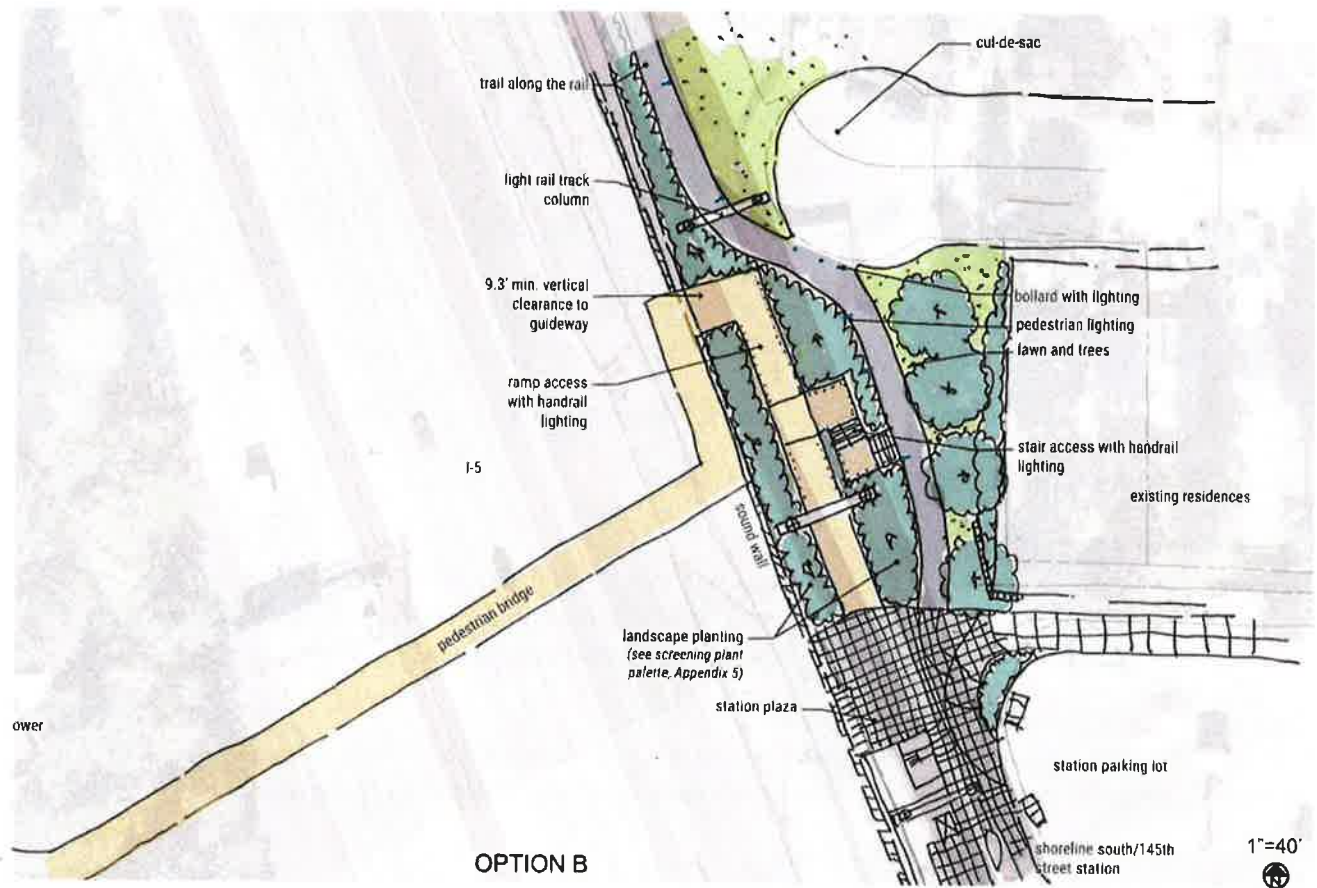 cul-de-sac
trail along the rail
light rail track
column
9.3' min. vertical
clearance to
guideway
bollard with lighting
pedestrian lighting
lawn and trees
ramp access
with handrail
lighting
stair access with handrail
lighting
I-5
existing residences
sound wall
pedestrian bridge
landscape planting
(see screening plant
palette, Appendix 5)
station plaza
ower
station parking lot
OPTION B
shoreline south/145th
street station
1"=40'
N